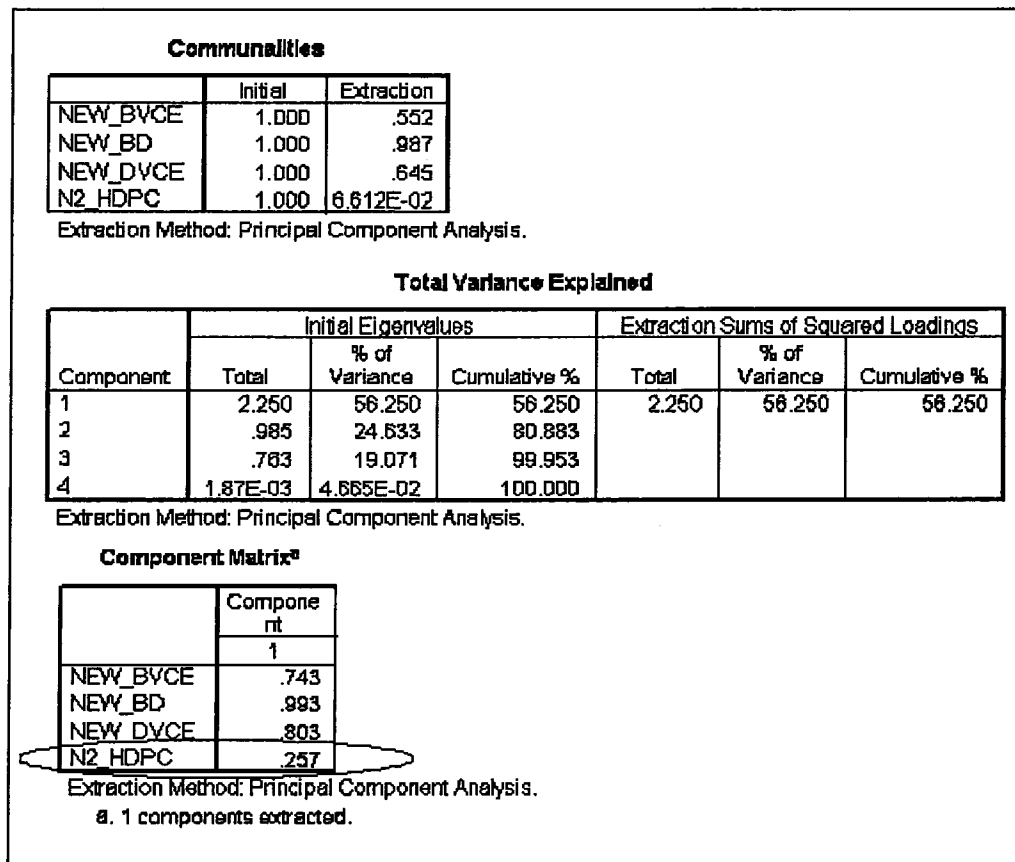 Communalities
Initial Extraction
NEW_BVCE 1.000 .552
NEW_BD 1.000 .987
NEW_DVCE 1.000 .645
N2_HDPC 1.000 6.612E-02
Extraction Method: Principal Component Analysis.
Total Variance Explained
Initial Eigenvalues Extraction Sums of Squared Loadings
Component Total % of Variance Cumulative % Total % of Variance Cumulative %
1 2.250 56.250 56.250 2.250 56.250 56.250
2 .985 24.633 80.883
3 .763 19.071 99.953
4 1.87E-03 4.665E-02 100.000
Extraction Method: Principal Component Analysis.
Component Matrixa
Compone
nt
1
NEW_BVCE .743
NEW_BD .993
NEW_DVCE .803
N2_HDPC .257
Extraction Method: Principal Component Analysis.
a. 1 components extracted.